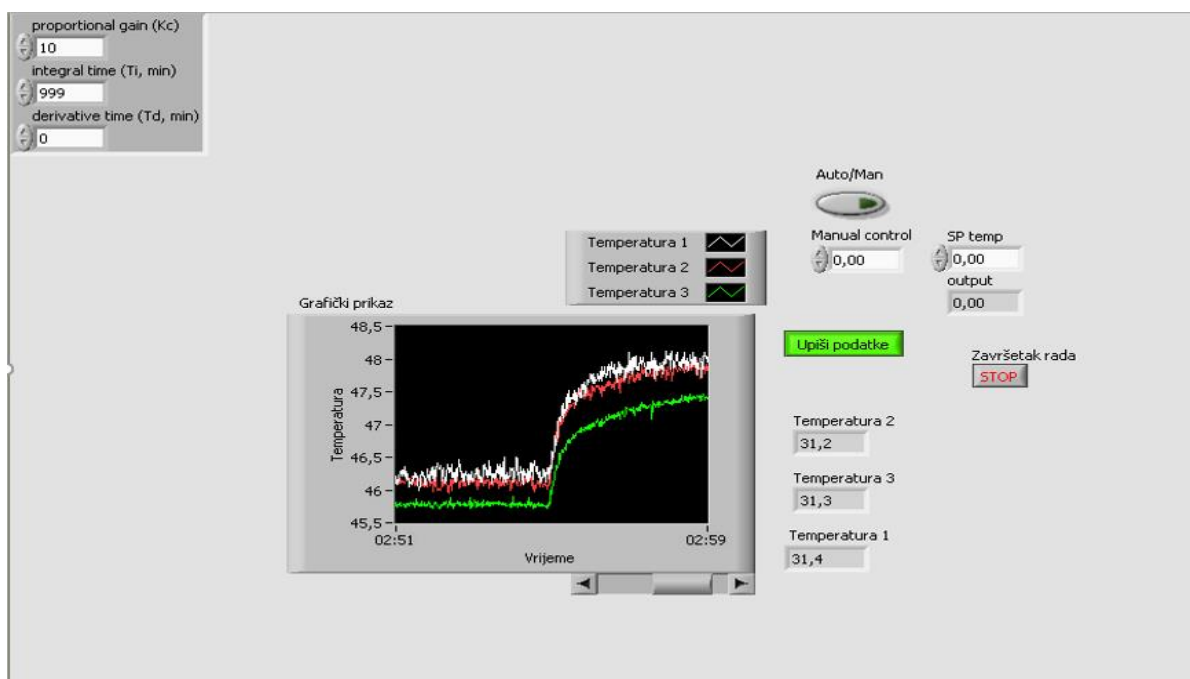 proportional gain (Kc)
10
integral time (Ti, min)
999
derivative time (Td, min)
0
Auto/Man
Manual control
0,00
SP temp
0,00
output
0,00
Temperatura 1
Temperatura 2
Temperatura 3
Grafički prikaz
48,5
48
47,5
47
46,5
46
45,5
Temperatura
02:51
02:59
Vrijeme
Upiši podatke
Završetak rada
STOP
Temperatura 2
31,2
Temperatura 3
31,3
Temperatura 1
31,4